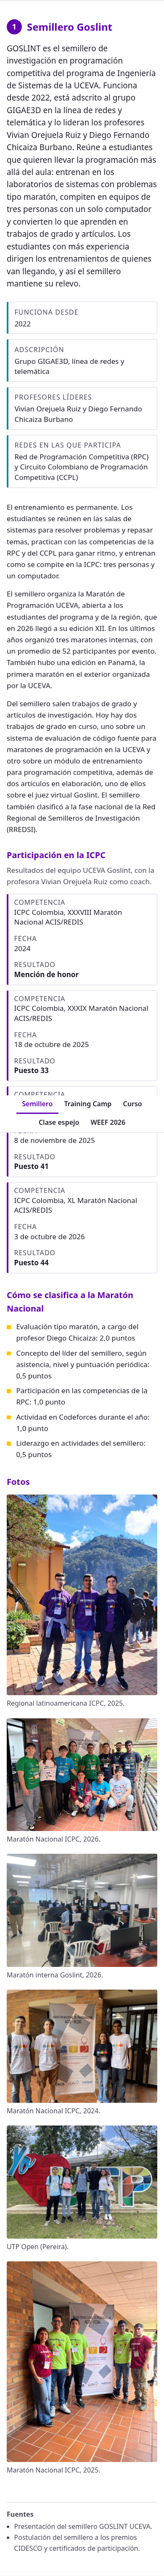 1 Semillero Goslint
GOSLINT es el semillero de
investigación en programación
competitiva del programa de Ingeniería
de Sistemas de la UCEVA. Funciona
desde 2022, está adscrito al grupo
GIGAE3D en la línea de redes y
telemática y lo lideran los profesores
Vivian Orejuela Ruiz y Diego Fernando
Chicaiza Burbano. Reúne a estudiantes
que quieren llevar la programación más
allá del aula: entrenan en los
laboratorios de sistemas con problemas
tipo maratón, compiten en equipos de
tres personas con un solo computador
y convierten lo que aprenden en
trabajos de grado y artículos. Los
estudiantes con más experiencia
dirigen los entrenamientos de quienes
van llegando, y así el semillero
mantiene su relevo.
FUNCIONA DESDE
2022
ADSCRIPCIÓN
Grupo GIGAE3D, línea de redes y
telemática
PROFESORES LÍDERES
Vivian Orejuela Ruiz y Diego Fernando
Chicaiza Burbano
REDES EN LAS QUE PARTICIPA
Red de Programación Competitiva (RPC)
y Circuito Colombiano de Programación
Competitiva (CCPL)
El entrenamiento es permanente. Los
estudiantes se reúnen en las salas de
sistemas para resolver problemas y repasar
temas, practican con las competencias de la
RPC y del CCPL para ganar ritmo, y entrenan
como se compite en la ICPC: tres personas y
un computador.
El semillero organiza la Maratón de
Programación UCEVA, abierta a los
estudiantes del programa y de la región, que
en 2026 llegó a su edición XII. En los últimos
años organizó tres maratones internas, con
un promedio de 52 participantes por evento.
También hubo una edición en Panamá, la
primera maratón en el exterior organizada
por la UCEVA.
Del semillero salen trabajos de grado y
artículos de investigación. Hoy hay dos
trabajos de grado en curso, uno sobre un
sistema de evaluación de código fuente para
maratones de programación en la UCEVA y
otro sobre un módulo de entrenamiento
para programación competitiva, además de
dos artículos en elaboración, uno de ellos
sobre el juez virtual Goslint. El semillero
también clasificó a la fase nacional de la Red
Regional de Semilleros de Investigación
(RREDSI).
Participación en la ICPC
Resultados del equipo UCEVA Goslint, con la
profesora Vivian Orejuela Ruiz como coach.
COMPETENCIA
ICPC Colombia, XXXVIII Maratón
Nacional ACIS/REDIS
FECHA
2024
RESULTADO
Mención de honor
COMPETENCIA
ICPC Colombia, XXXIX Maratón Nacional
ACIS/REDIS
FECHA
18 de octubre de 2025
RESULTADO
Puesto 33
COMPETENCIA
Semillero Training Camp Curso
Clase espejo WEEF 2026
8 de noviembre de 2025
RESULTADO
Puesto 41
COMPETENCIA
ICPC Colombia, XL Maratón Nacional
ACIS/REDIS
FECHA
3 de octubre de 2026
RESULTADO
Puesto 44
Cómo se clasifica a la Maratón
Nacional
Evaluación tipo maratón, a cargo del
profesor Diego Chicaiza: 2,0 puntos
Concepto del líder del semillero, según
asistencia, nivel y puntuación periódicas:
0,5 puntos
Participación en las competencias de la
RPC: 1,0 punto
Actividad en Codeforces durante el año:
1,0 punto
Liderazgo en actividades del semillero:
0,5 puntos
Fotos
Regional latinoamericana ICPC, 2025.
Maratón Nacional ICPC, 2026.
Maratón interna Goslint, 2026.
Maratón Nacional ICPC, 2024.
UTP Open (Pereira).
Maratón Nacional ICPC, 2025.
Fuentes
Presentación del semillero GOSLINT UCEVA.
Postulación del semillero a los premios
CIDESCO y certificados de participación.